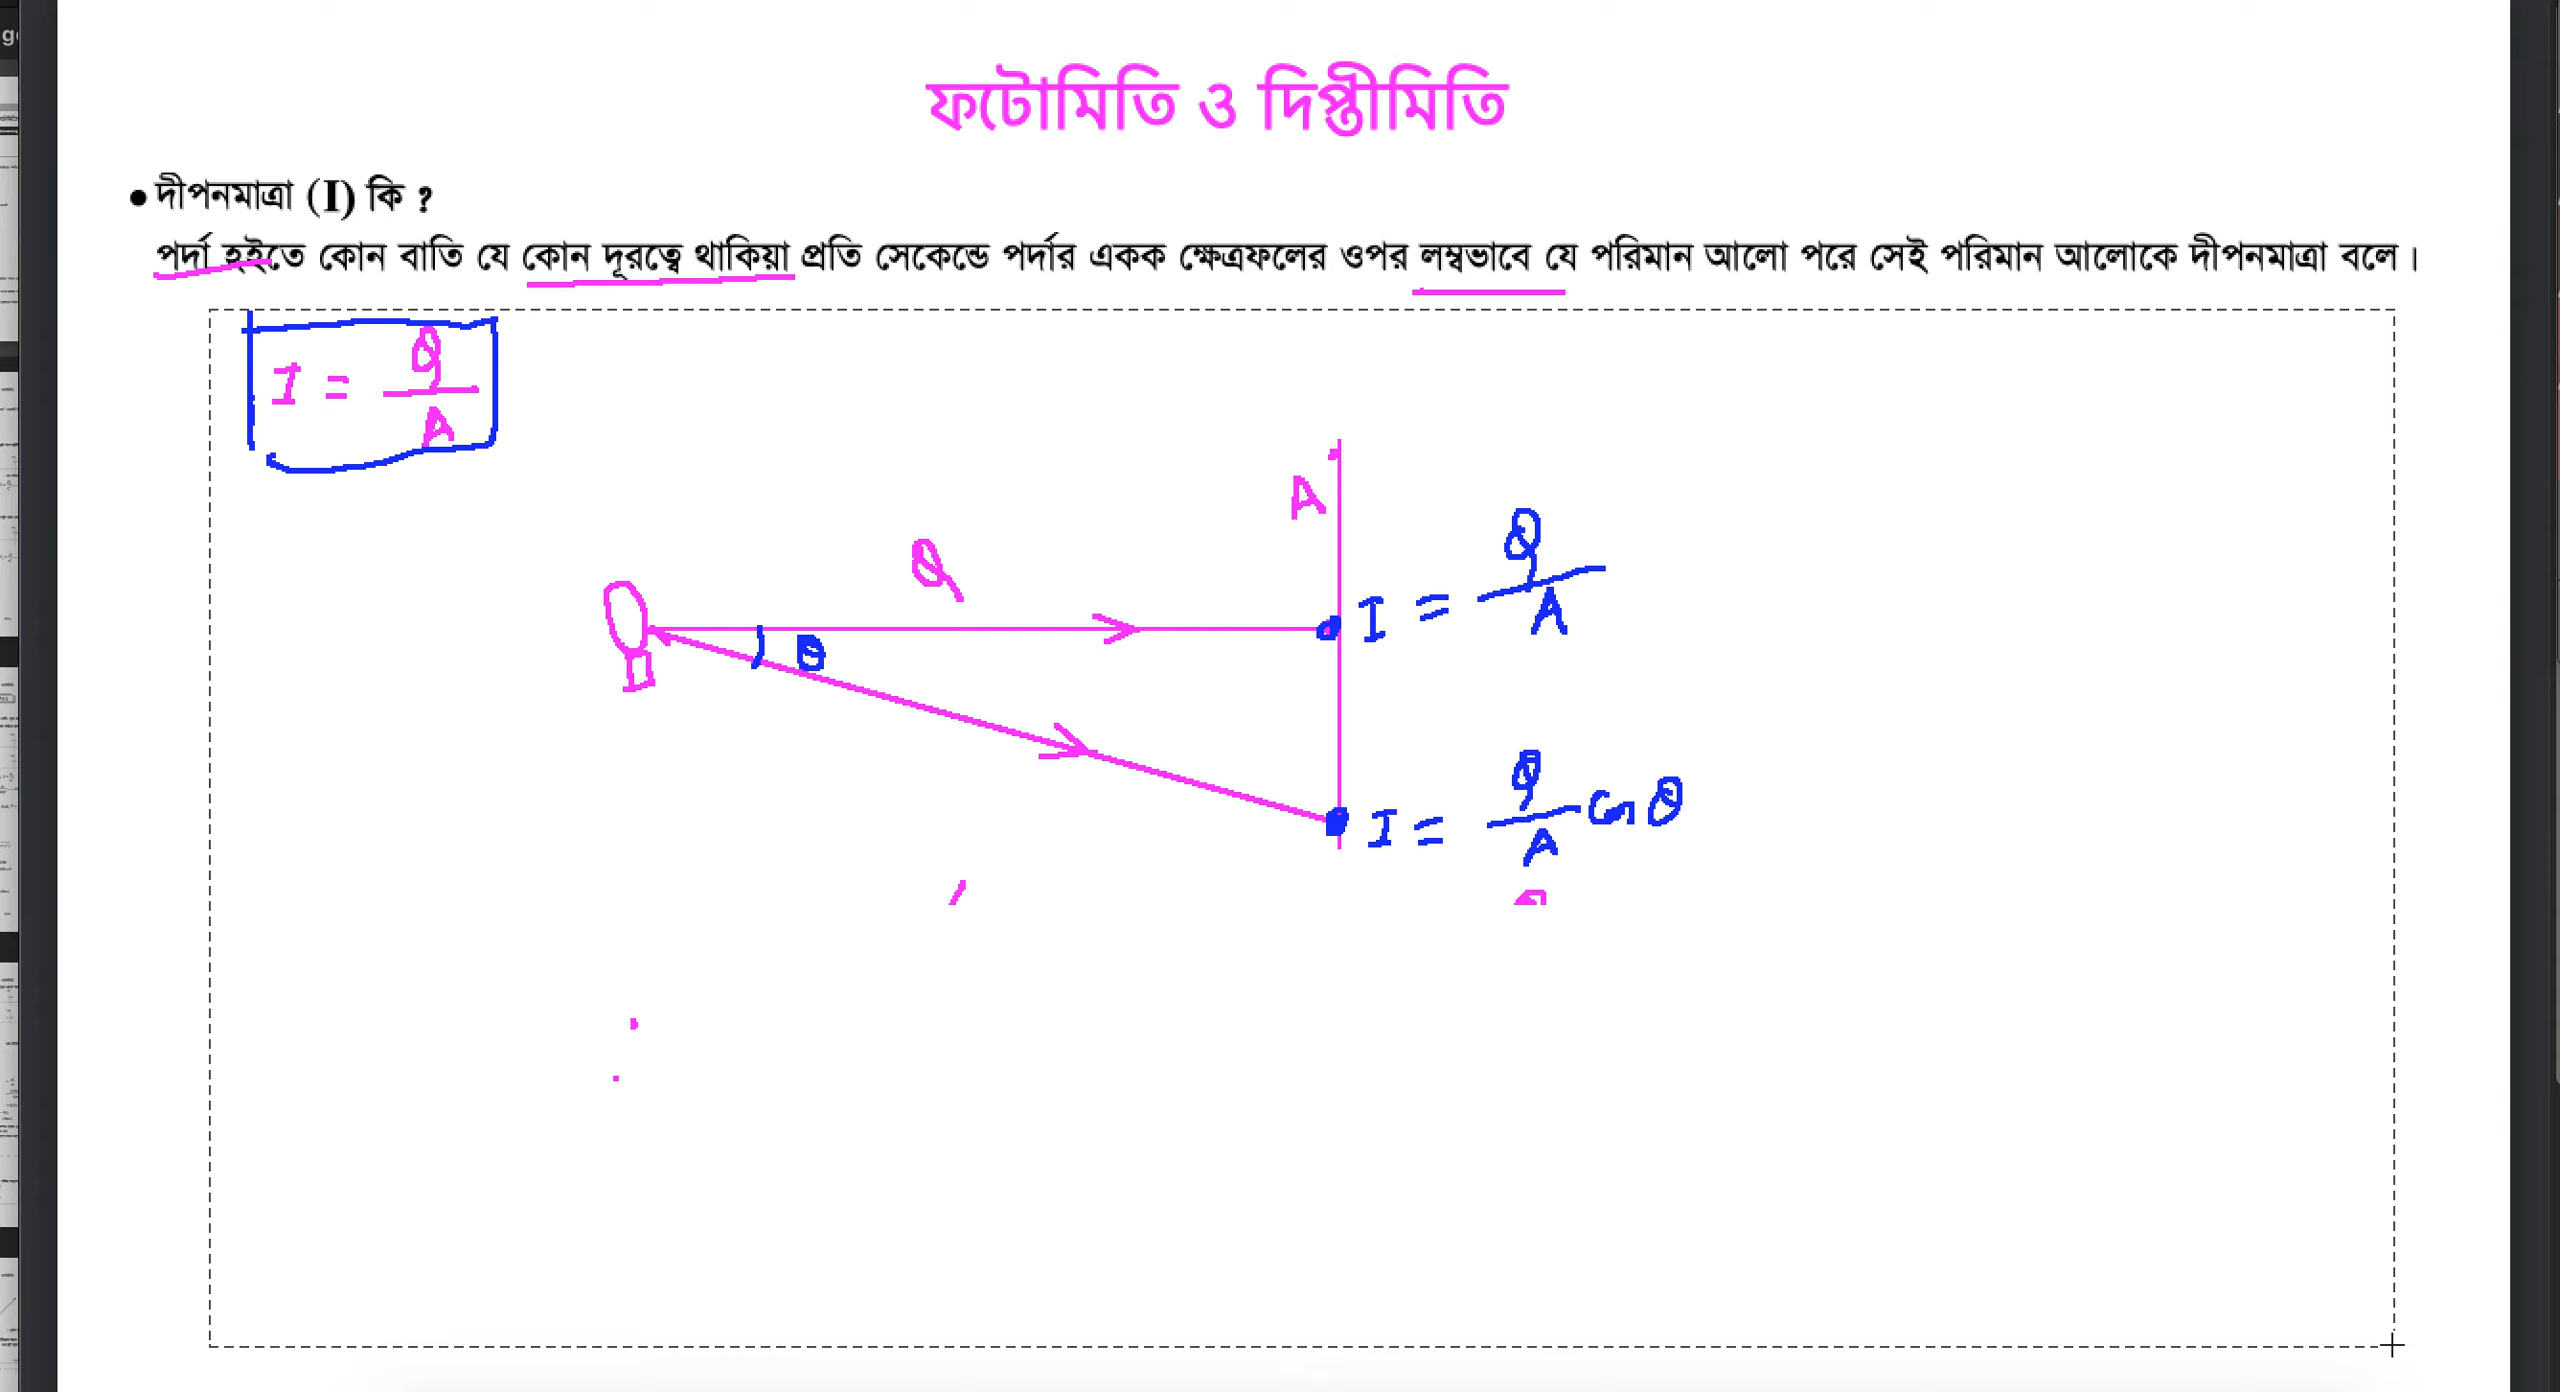 ফটোমিতি ও দিপ্তীমিতি
• দীপনমাত্রা (I) কি ?
পর্দা হইতে কোন বাতি যে কোন দূরত্বে থাকিয়া প্রতি সেকেন্ডে পর্দার একক ক্ষেত্রফলের ওপর লম্বভাবে যে পরিমান আলো পরে সেই পরিমান আলোকে দীপনমাত্রা বলে।
I = Q/A
A
Q
I = Q/A
θ
I = Q/A cos θ